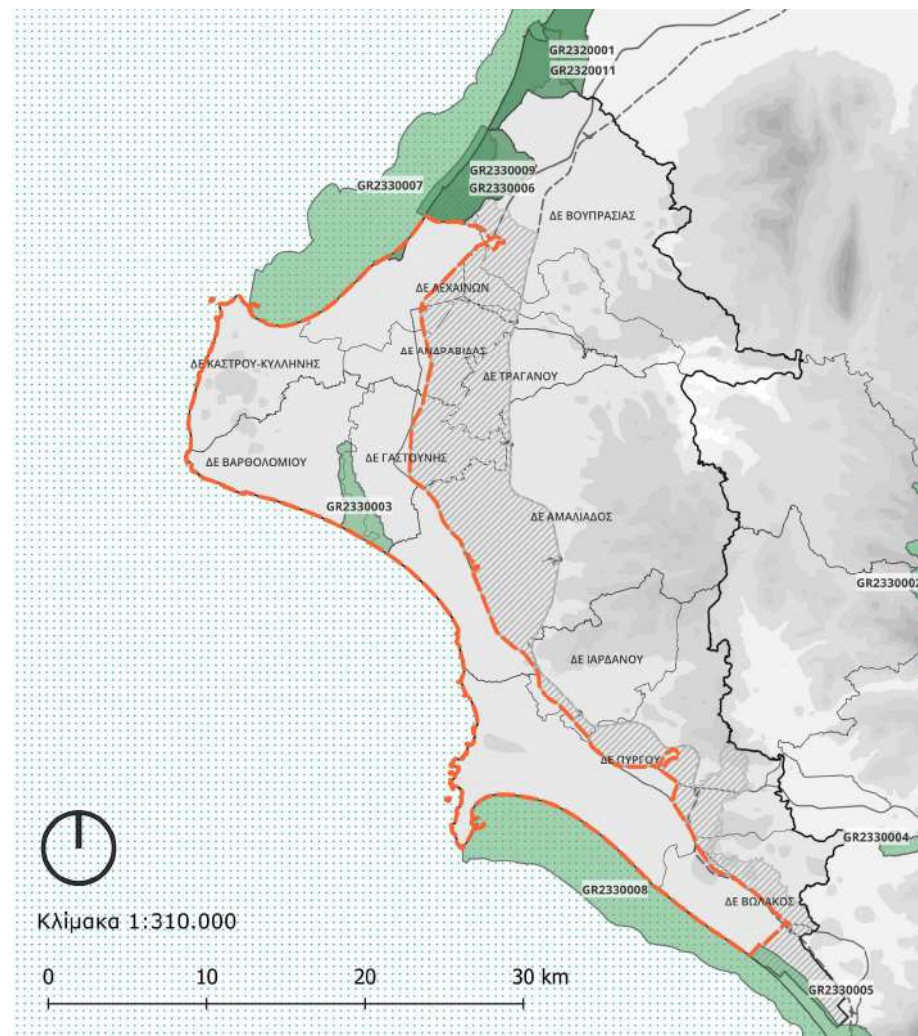 GR2320001
GR2320011
GR2330009
GR2330007
GR2330006
ΔΕ ΒΟΥΠΡΑΣΙΑΣ
ΔΕ ΛΕΧΑΙΝΩΝ
ΔΕ ΑΝΔΡΑΒΙΔΑΣ
ΔΕ ΚΑΣΤΡΟΥ-ΚΥΛΛΗΝΗΣ
ΔΕ ΤΡΑΓΑΝΟΥ
ΔΕ ΒΑΡΘΟΛΟΜΙΟΥ
ΔΕ ΓΑΣΤΟΥΝΗΣ
GR2330003
ΔΕ ΑΜΑΛΙΑΔΟΣ
GR2330002
ΔΕ ΙΑΡΔΑΝΟΥ
ΔΕ ΠΥΡΓΟΥ
GR2330004
GR2330008
ΔΕ ΒΩΛΑΚΟΣ
Κλίμακα 1:310.000
0 10 20 30 km
GR2330005